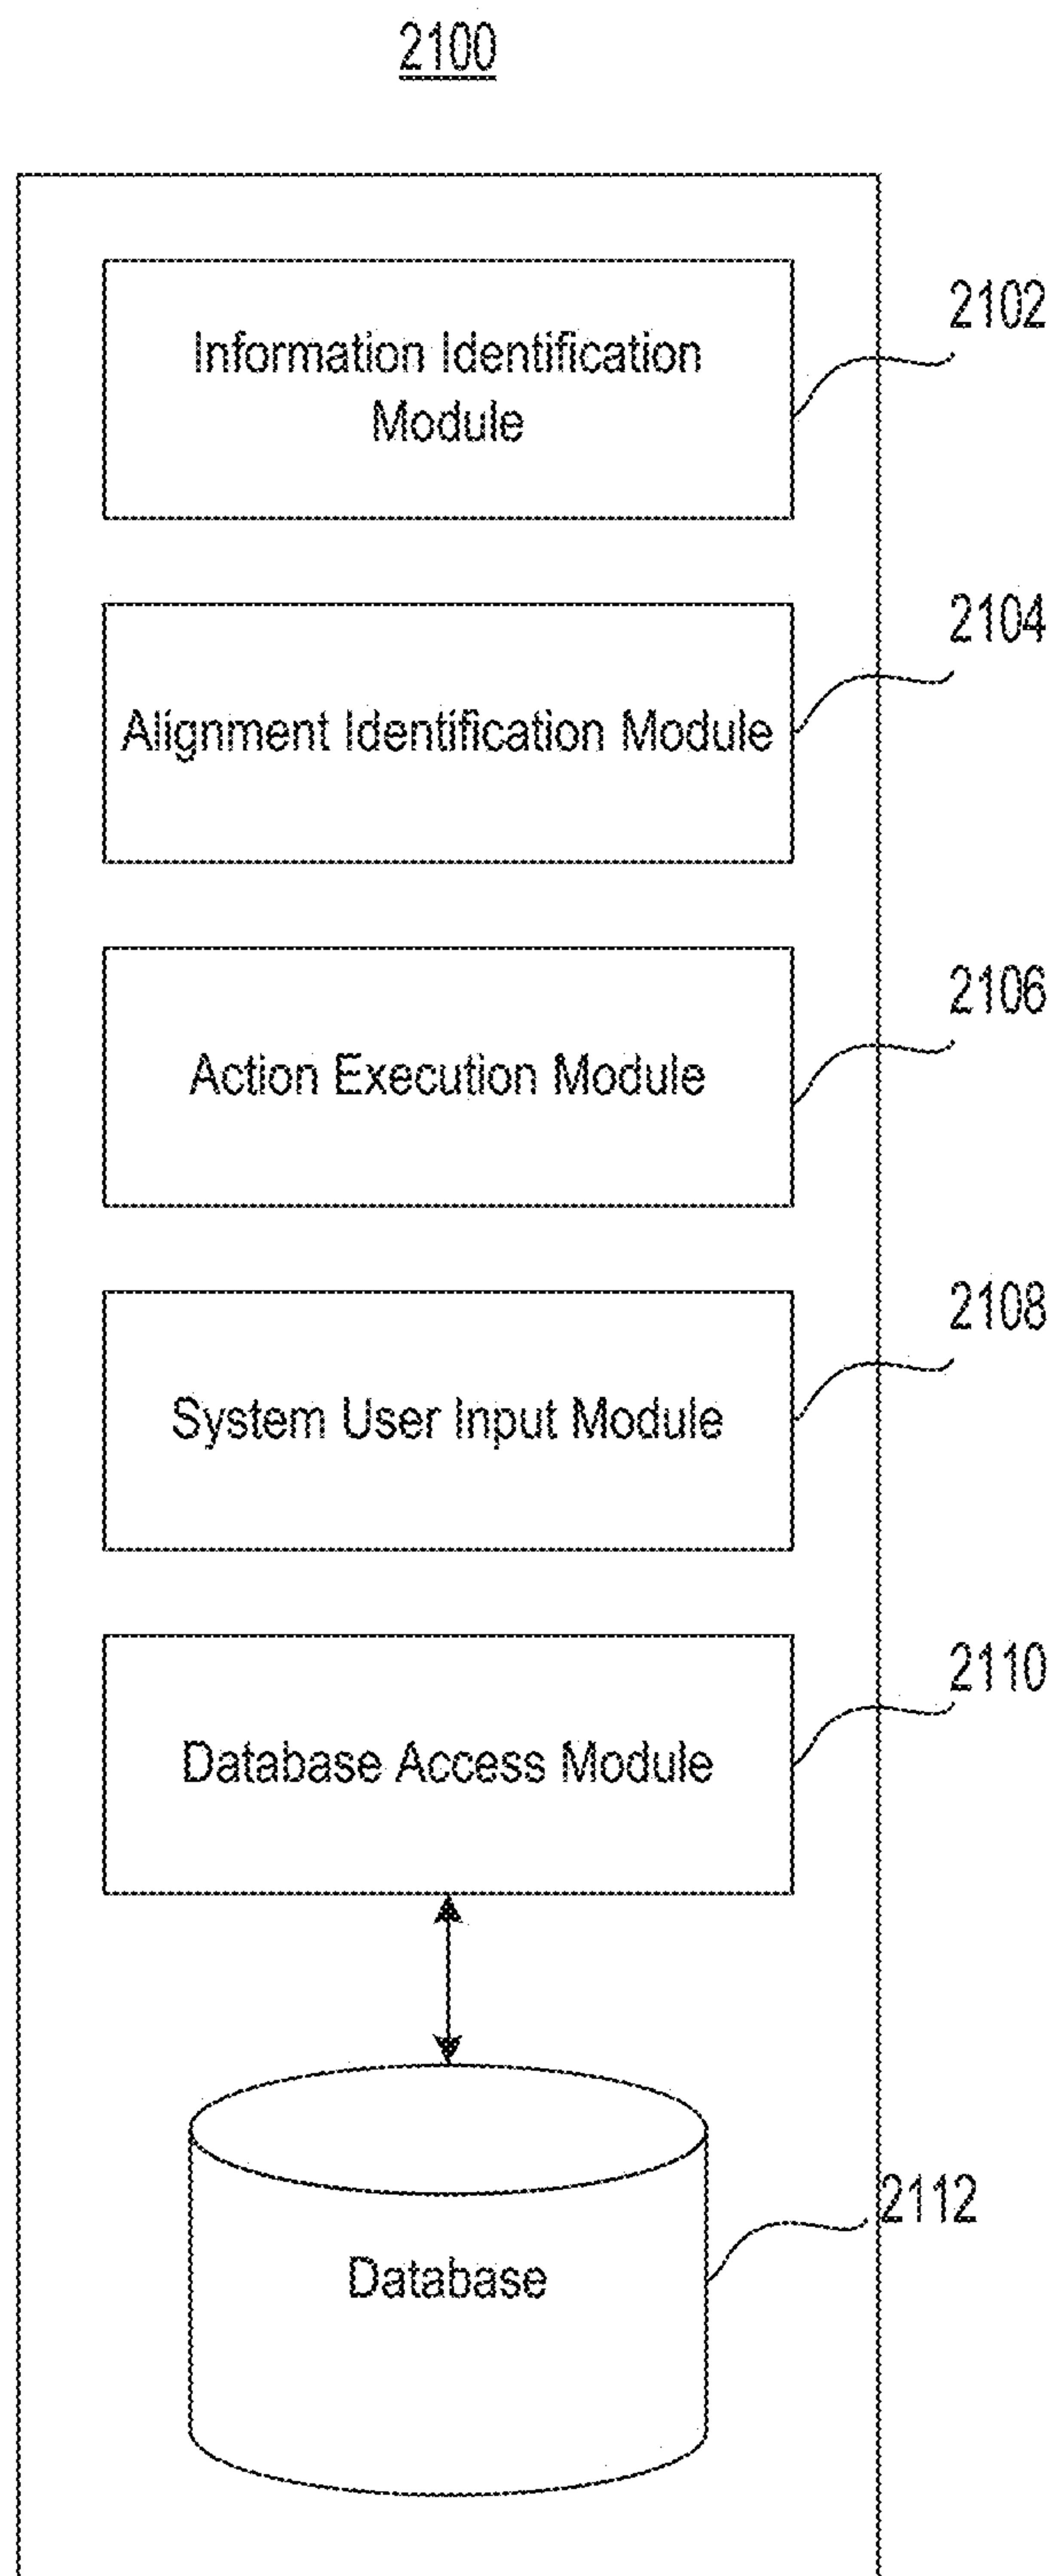 2100
Information Identification
Module
2102
Alignment Identification Module
2104
Action Execution Module
2106
System User Input Module
2108
Database Access Module
2110
Database
2112